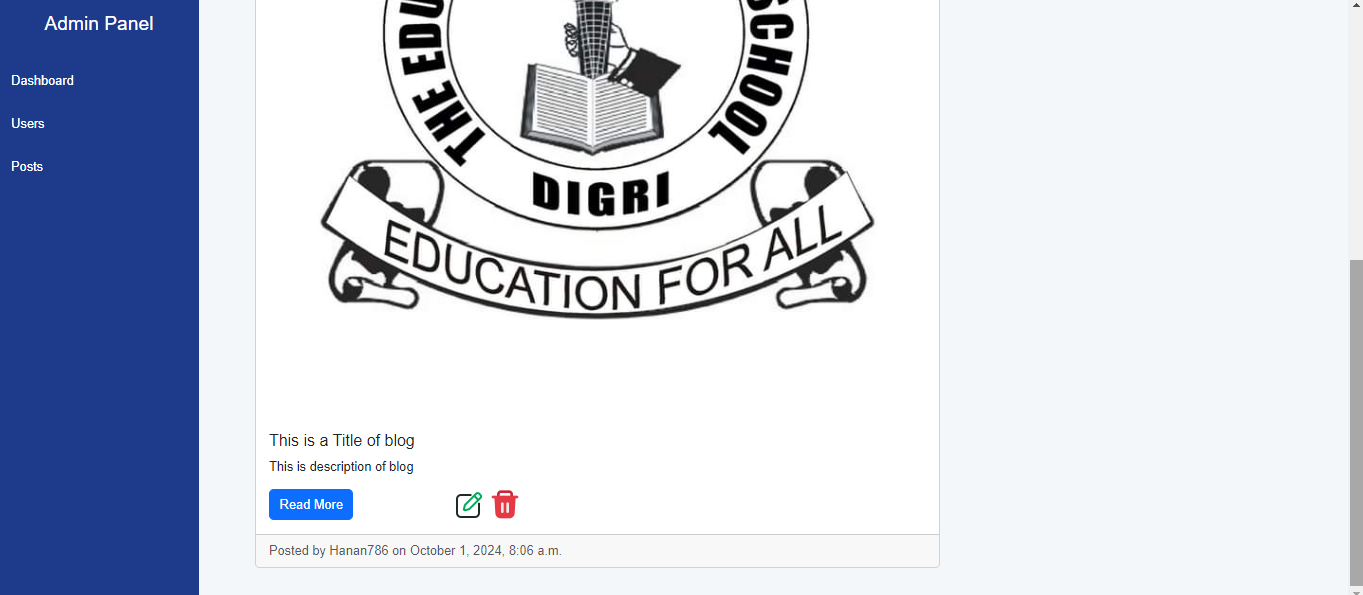 Admin Panel
Dashboard
Users
Posts
THE EDU
SCHOOL
DIGRI
EDUCATION FOR ALL
This is a Title of blog
This is description of blog
Read More
Posted by Hanan786 on October 1, 2024, 8:06 a.m.